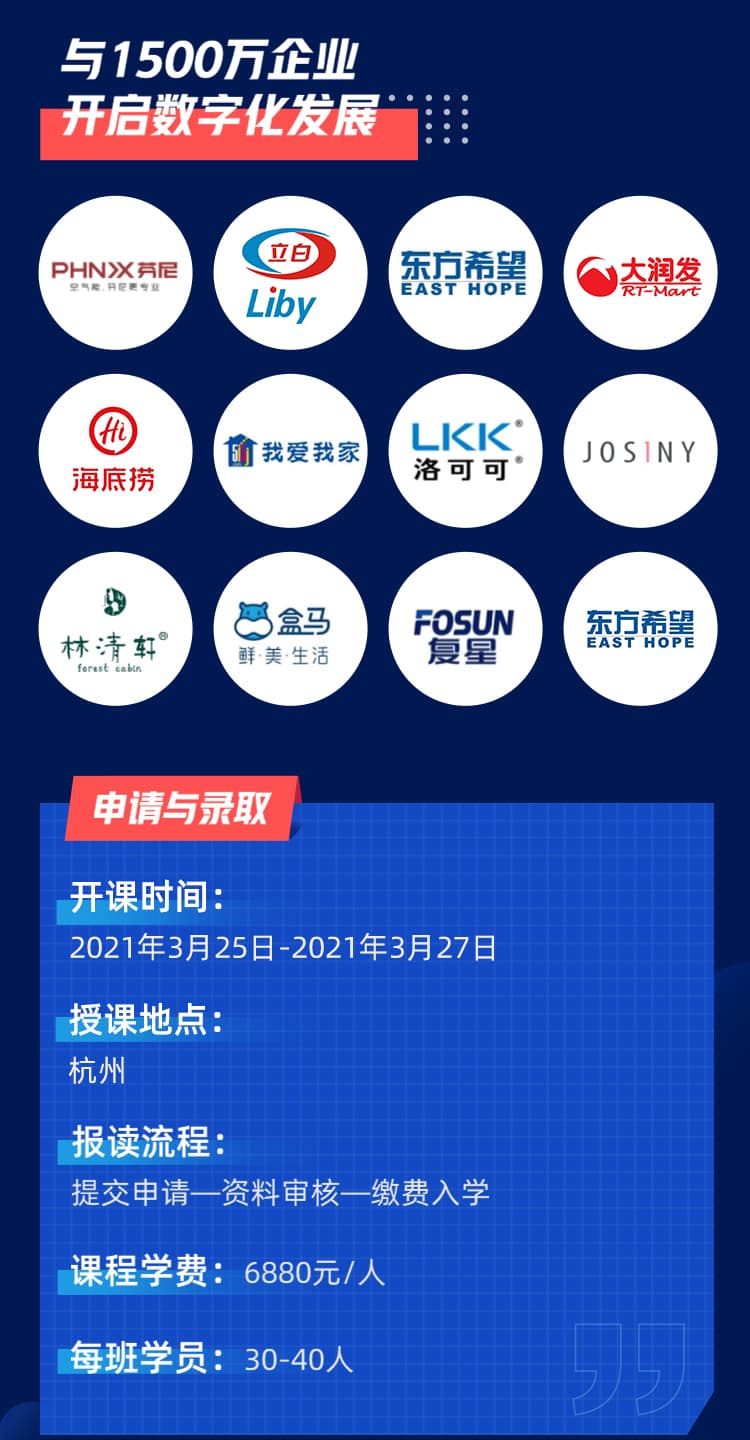 与1500万企业
开启数字化发展
PHNIX 芬尼
空气能,芬尼更专业
立白
Liby
东方希望
EAST HOPE
大润发
RT-Mart
Hi
海底捞
我爱我家
LKK®
洛可可®
JOSINY
林清轩®
forest cabin
盒马
鲜·美·生活
FOSUN
复星
东方希望
EAST HOPE
申请与录取
开课时间：
2021年3月25日-2021年3月27日
授课地点：
杭州
报读流程：
提交申请—资料审核—缴费入学
课程学费：6880元/人
每班学员：30-40人